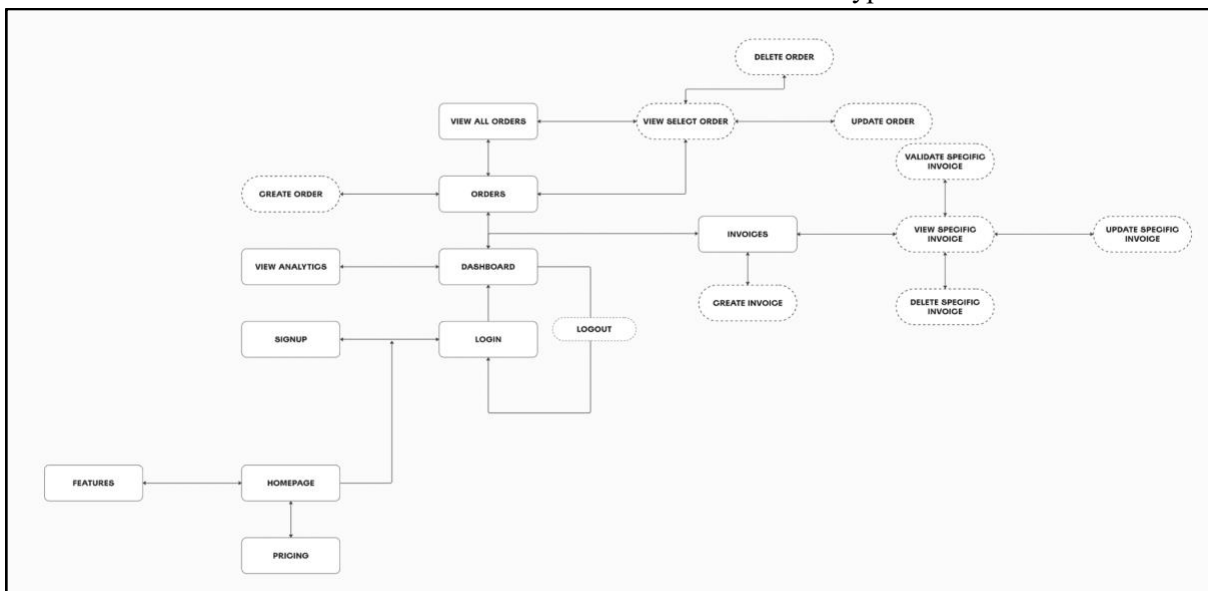 DELETE ORDER
VIEW ALL ORDERS
VIEW SELECT ORDER
UPDATE ORDER
VALIDATE SPECIFIC
INVOICE
CREATE ORDER
ORDERS
INVOICES
VIEW SPECIFIC
INVOICE
UPDATE SPECIFIC
INVOICE
VIEW ANALYTICS
DASHBOARD
CREATE INVOICE
DELETE SPECIFIC
INVOICE
LOGOUT
SIGNUP
LOGIN
FEATURES
HOMEPAGE
PRICING